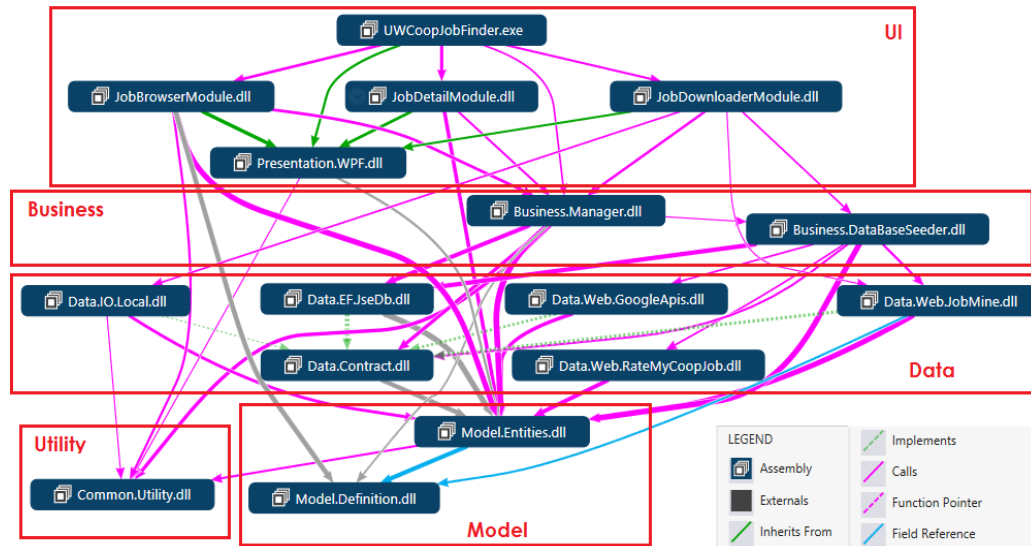 UWCoopJobFinder.exe
UI
JobBrowserModule.dll
JobDetailModule.dll
JobDownloaderModule.dll
Presentation.WPF.dll
Business
Business.Manager.dll
Business.DataBaseSeeder.dll
Data.IO.Local.dll
Data.EF.JseDb.dll
Data.Web.GoogleApis.dll
Data.Web.JobMine.dll
Data.Contract.dll
Data.Web.RateMyCoopJob.dll
Data
Model.Entities.dll
Utility
Common.Utility.dll
Model.Definition.dll
Model
LEGEND
Assembly
Externals
Inherits From
Implements
Calls
Function Pointer
Field Reference